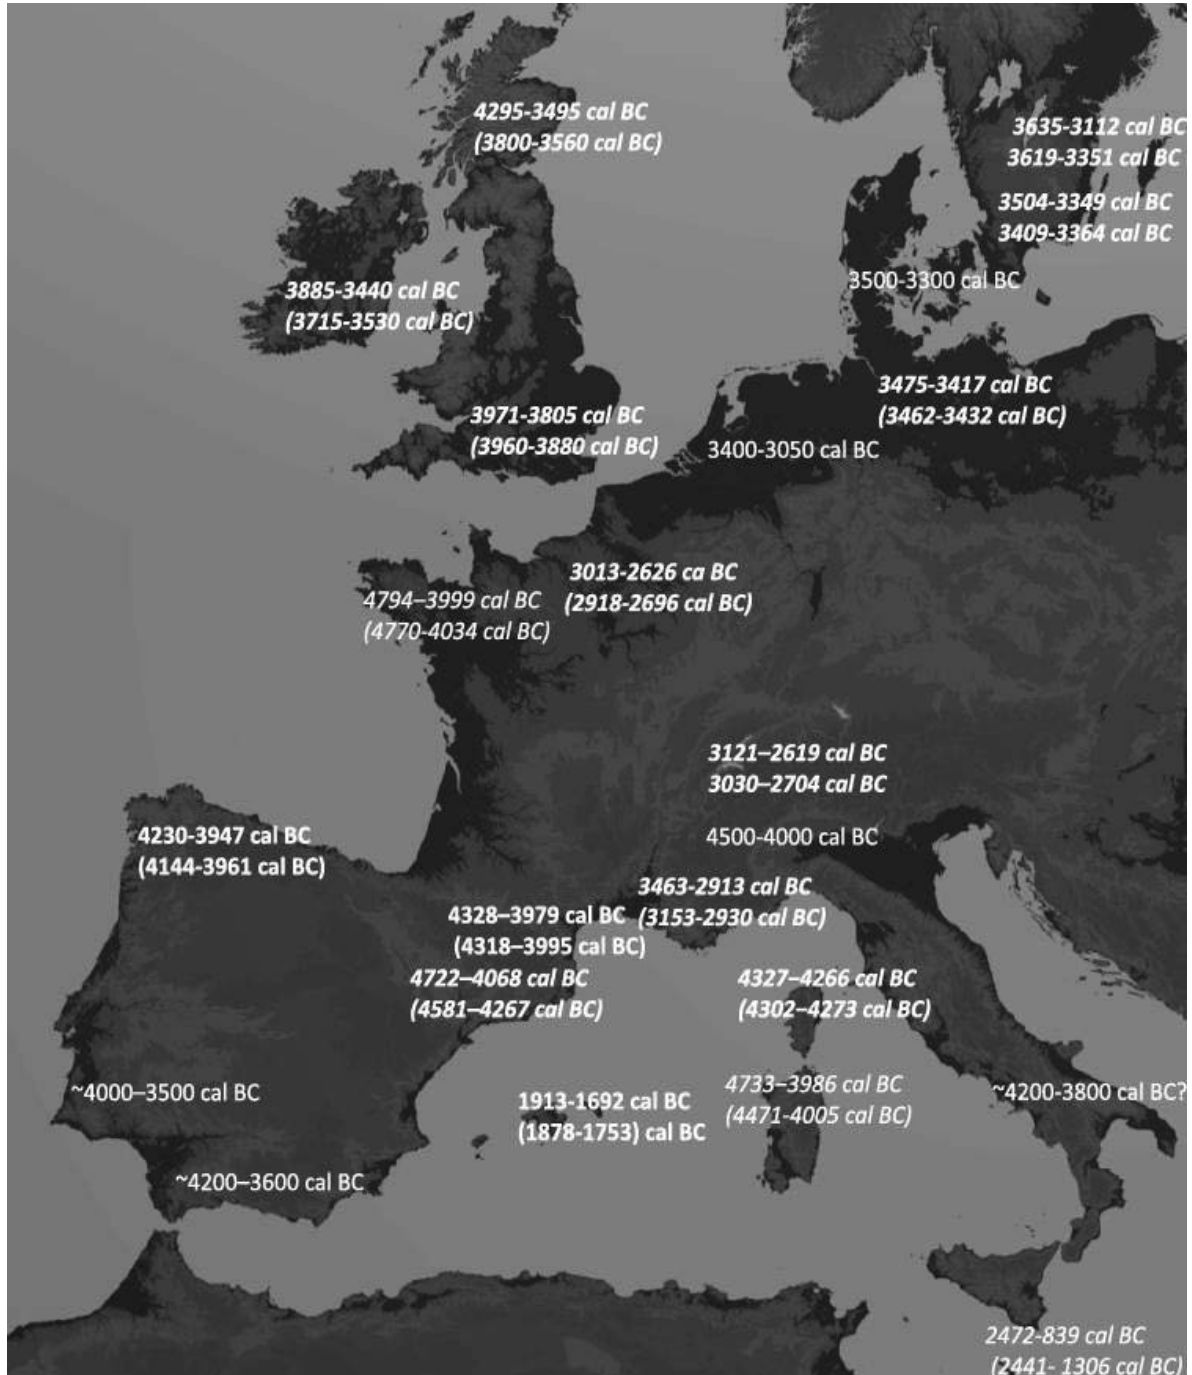 4295-3495 cal BC
(3800-3560 cal BC)
3635-3112 cal BC
3619-3351 cal BC
3504-3349 cal BC
3409-3364 cal BC
3500-3300 cal BC
3885-3440 cal BC
(3715-3530 cal BC)
3475-3417 cal BC
(3462-3432 cal BC)
3971-3805 cal BC
(3960-3880 cal BC)
3400-3050 cal BC
3013-2626 ca BC
(2918-2696 cal BC)
4794–3999 cal BC
(4770-4034 cal BC)
3121–2619 cal BC
3030–2704 cal BC
4500-4000 cal BC
4230-3947 cal BC
(4144-3961 cal BC)
3463-2913 cal BC
(3153-2930 cal BC)
4328–3979 cal BC
(4318–3995 cal BC)
4722–4068 cal BC
(4581–4267 cal BC)
4327–4266 cal BC
(4302–4273 cal BC)
~4000–3500 cal BC
1913-1692 cal BC
(1878-1753) cal BC
4733–3986 cal BC
(4471-4005 cal BC)
~4200-3800 cal BC?
~4200–3600 cal BC
2472-839 cal BC
(2441- 1306 cal BC)